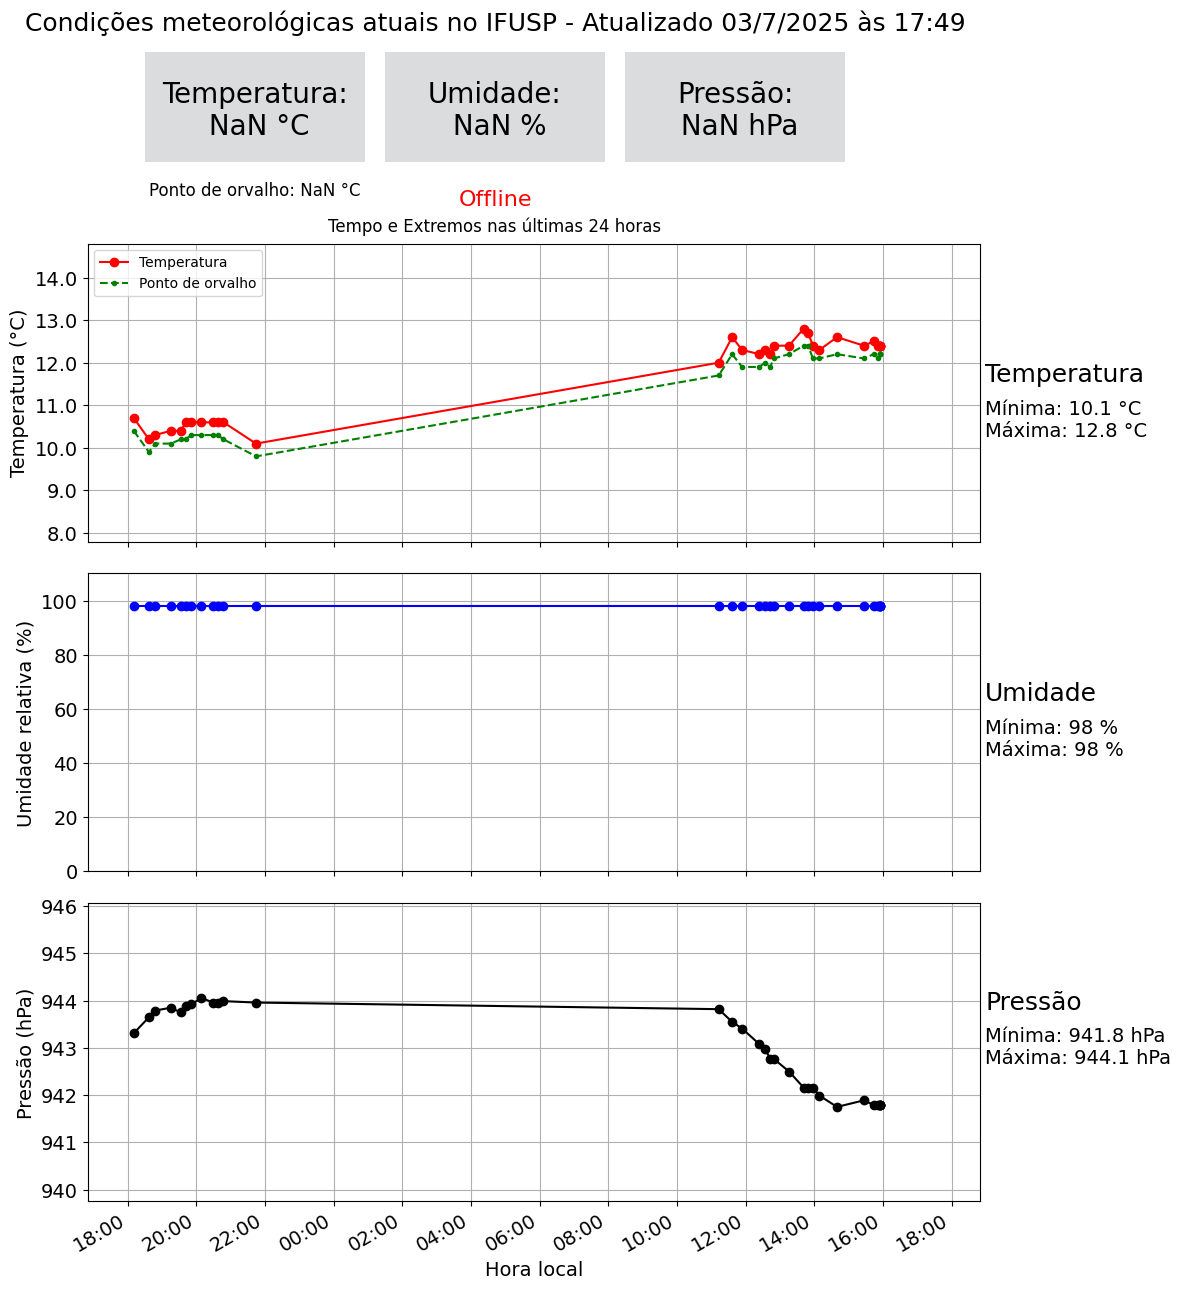 Condições meteorológicas atuais no IFUSP - Atualizado 03/7/2025 às 17:49
Temperatura:
NaN °C
Umidade:
NaN %
Pressão:
NaN hPa
Ponto de orvalho: NaN °C
Offline
Tempo e Extremos nas últimas 24 horas
Temperatura
Ponto de orvalho
Temperatura (°C)
14.0
13.0
12.0
11.0
10.0
9.0
8.0
Temperatura
Mínima: 10.1 °C
Máxima: 12.8 °C
Umidade relativa (%)
100
80
60
40
20
0
Umidade
Mínima: 98 %
Máxima: 98 %
Pressão (hPa)
946
945
944
943
942
941
940
Pressão
Mínima: 941.8 hPa
Máxima: 944.1 hPa
18:00 20:00 22:00 00:00 02:00 04:00 06:00 08:00 10:00 12:00 14:00 16:00 18:00
Hora local